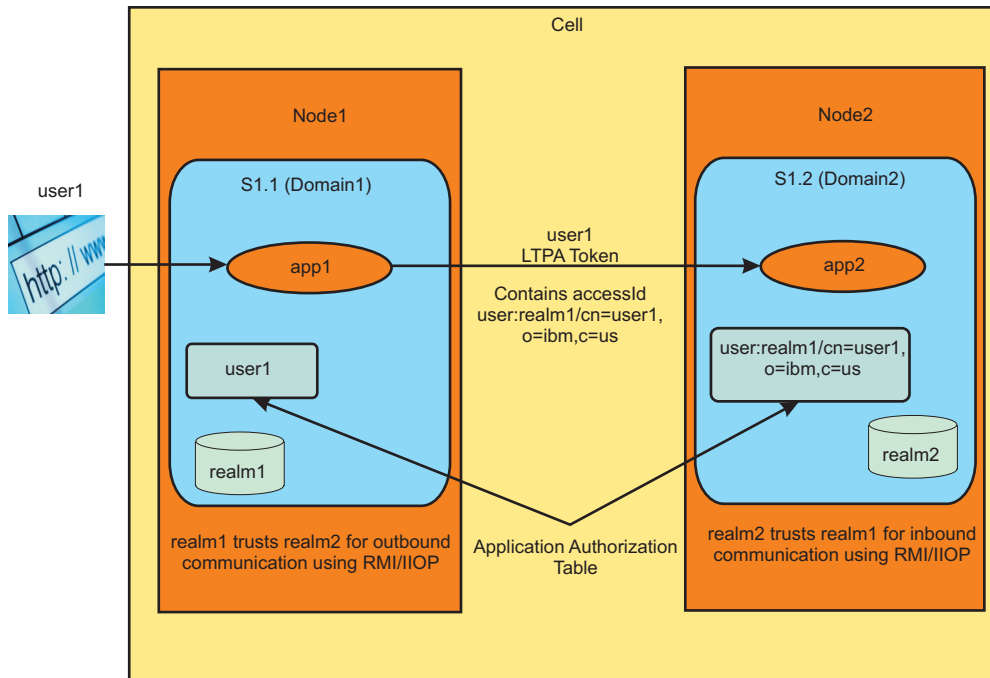 Cell
Node1
Node2
S1.1 (Domain1)
S1.2 (Domain2)
user1
http: // www
app1
user1
LTPA Token
app2
Contains accessId
user:realm1/cn=user1,
o=ibm,c=us
user1
user:realm1/cn=user1,
o=ibm,c=us
realm1
realm2
realm1 trusts realm2 for outbound
communication using RMI/IIOP
Application Authorization
Table
realm2 trusts realm1 for inbound
communication using RMI/IIOP